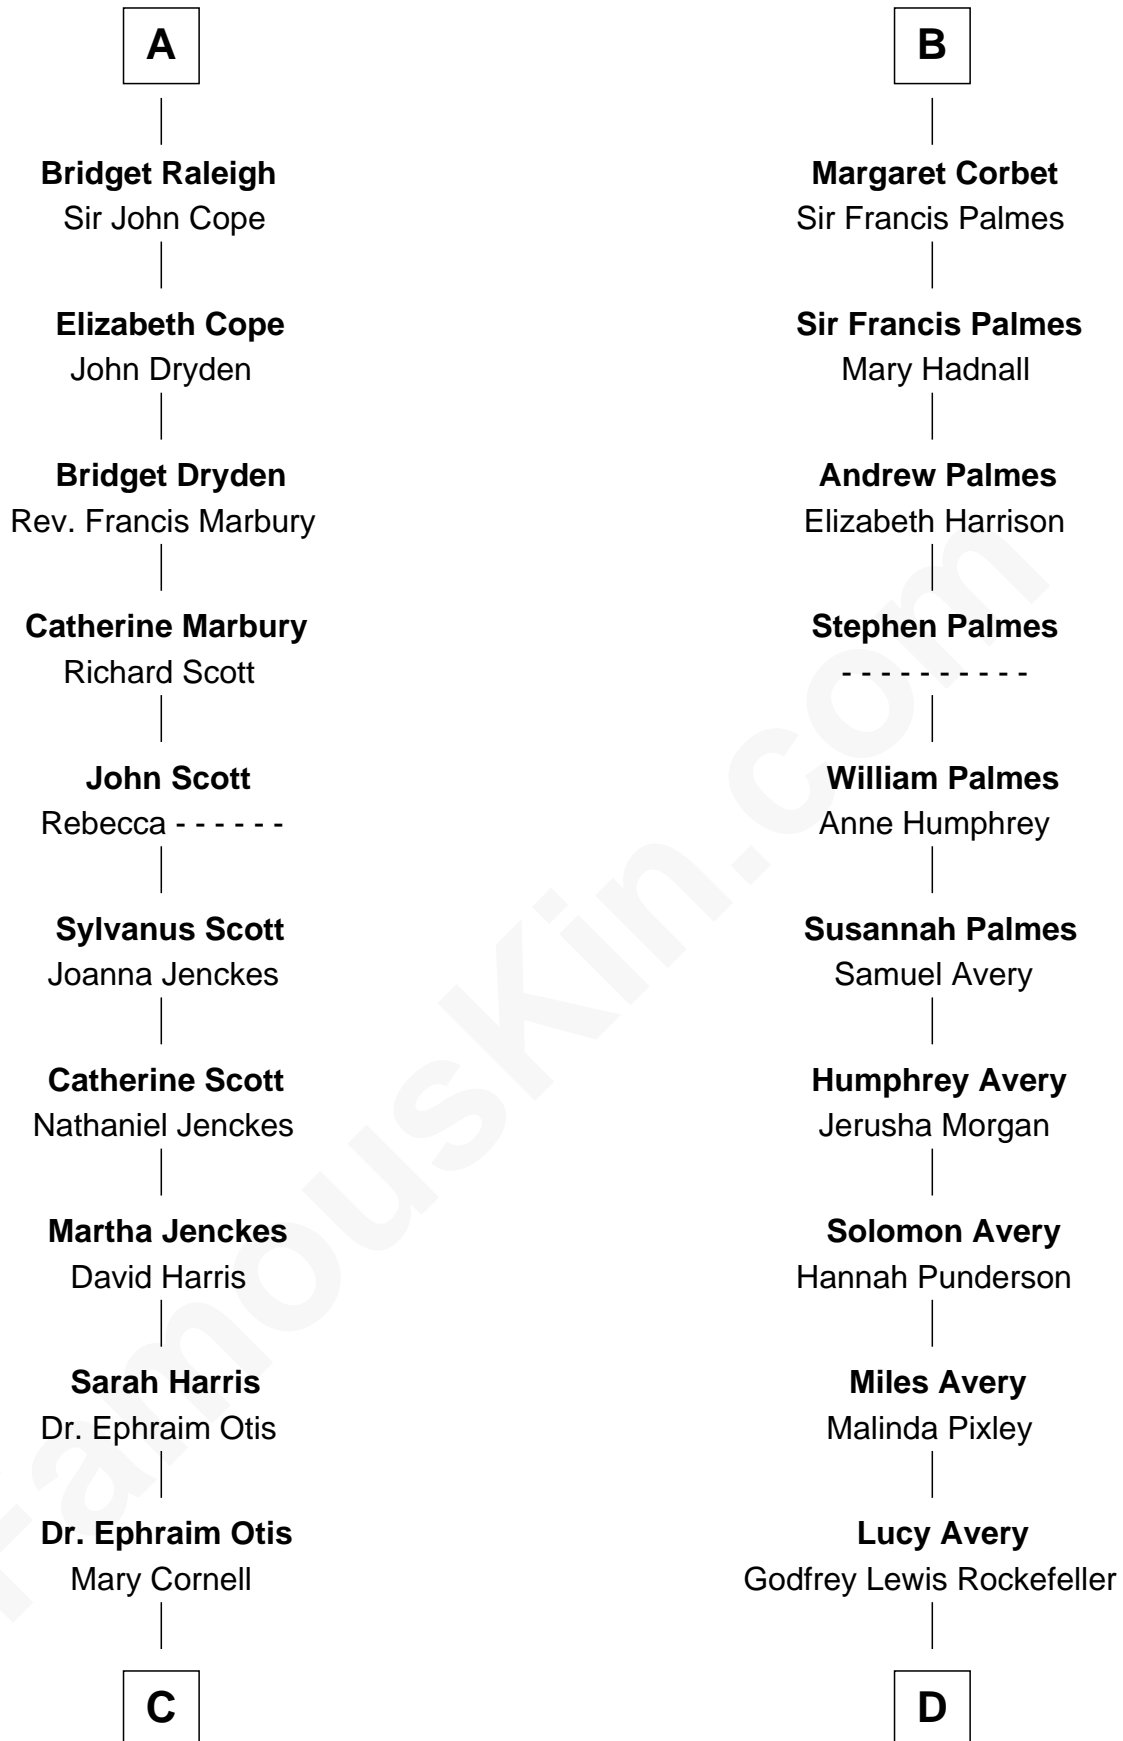 A
Bridget Raleigh
Sir John Cope
Elizabeth Cope
John Dryden
Bridget Dryden
Rev. Francis Marbury
Catherine Marbury
Richard Scott
John Scott
Rebecca - - - - - -
Sylvanus Scott
Joanna Jenckes
Catherine Scott
Nathaniel Jenckes
Martha Jenckes
David Harris
Sarah Harris
Dr. Ephraim Otis
Dr. Ephraim Otis
Mary Cornell
C
B
Margaret Corbet
Sir Francis Palmes
Sir Francis Palmes
Mary Hadnall
Andrew Palmes
Elizabeth Harrison
Stephen Palmes
- - - - - - - - - -
William Palmes
Anne Humphrey
Susannah Palmes
Samuel Avery
Humphrey Avery
Jerusha Morgan
Solomon Avery
Hannah Punderson
Miles Avery
Malinda Pixley
Lucy Avery
Godfrey Lewis Rockefeller
D
FamousKin.com